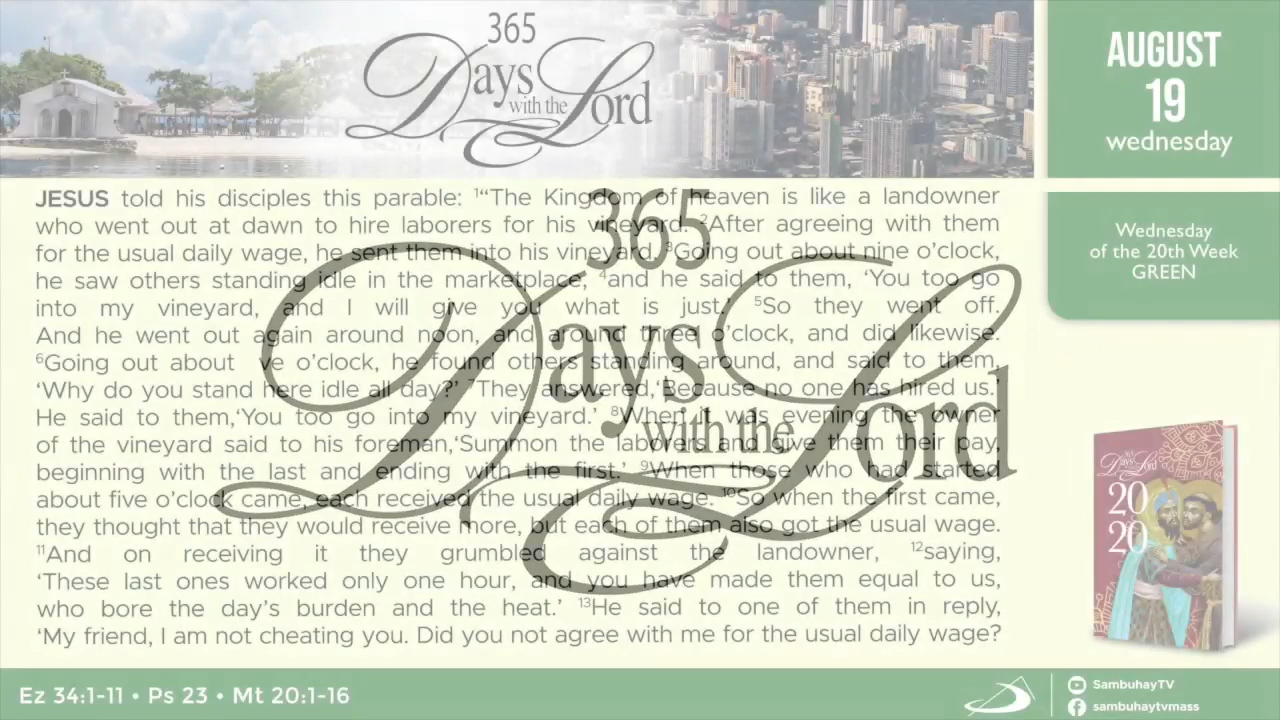 365
Days with the Lord
AUGUST
19
wednesday
JESUS told his disciples this parable: ¹“The Kingdom of heaven is like a landowner
who went out at dawn to hire laborers for his vineyard. ²After agreeing with them
for the usual daily wage, he sent them into his vineyard. ³Going out about nine o’clock,
he saw others standing idle in the marketplace, ⁴and he said to them, ‘You too go
into my vineyard, and I will give you what is just.’ ⁵So they went off.
And he went out again around noon, and around three o’clock, and did likewise.
⁶Going out about ve o’clock, he found others standing around, and said to them,
‘Why do you stand here idle all day?’ ⁷They answered,‘Because no one has hired us.’
He said to them,‘You too go into my vineyard.’ ⁸When it was evening the owner
of the vineyard said to his foreman,‘Summon the laborers and give them their pay,
beginning with the last and ending with the first.’ ⁹When those who had started
about five o’clock came, each received the usual daily wage. ¹⁰So when the first came,
they thought that they would receive more, but each of them also got the usual wage.
¹¹And on receiving it they grumbled against the landowner, ¹²saying,
‘These last ones worked only one hour, and you have made them equal to us,
who bore the day’s burden and the heat.’ ¹³He said to one of them in reply,
‘My friend, I am not cheating you. Did you not agree with me for the usual daily wage?
365
Days with the Lord
Wednesday
of the 20th Week
GREEN
365
Days with the Lord
20
20
Ez 34:1-11 • Ps 23 • Mt 20:1-16
SambuhayTV
sambuhaytvmass